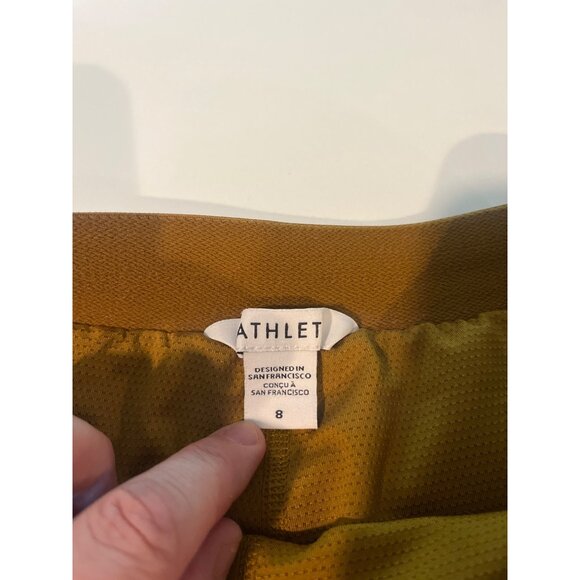 ATHLET
DESIGNED IN
SAN FRANCISCO
CONÇU À
SAN FRANCISCO
8